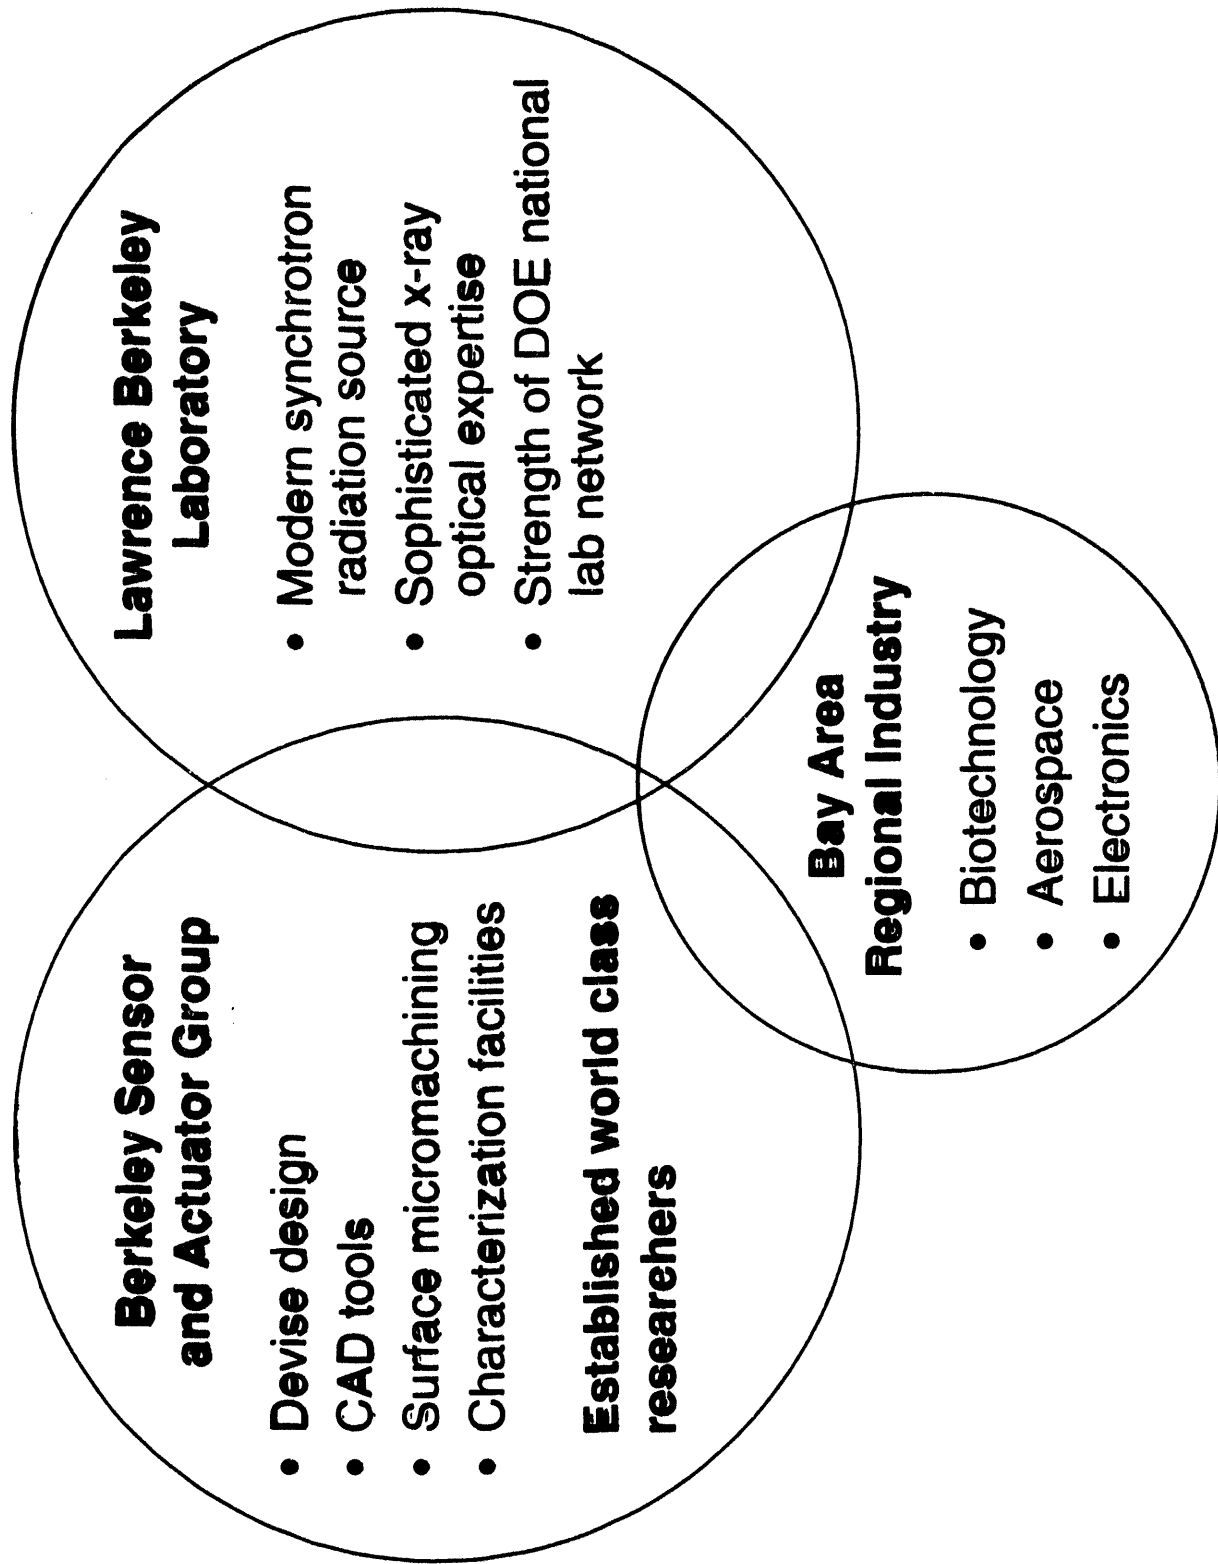 Berkeley Sensor
and Actuator Group
• Devise design
• CAD tools
• Surface micromachining
• Characterization facilities
Established world class
researehers
Lawrence Berkeley
Laboratory
• Modern synchrotron
radiation source
• Sophisticated x-ray
optical expertise
• Strength of DOE national
lab network
Bay Area
Regional Industry
• Biotechnology
• Aerospace
• Electronics